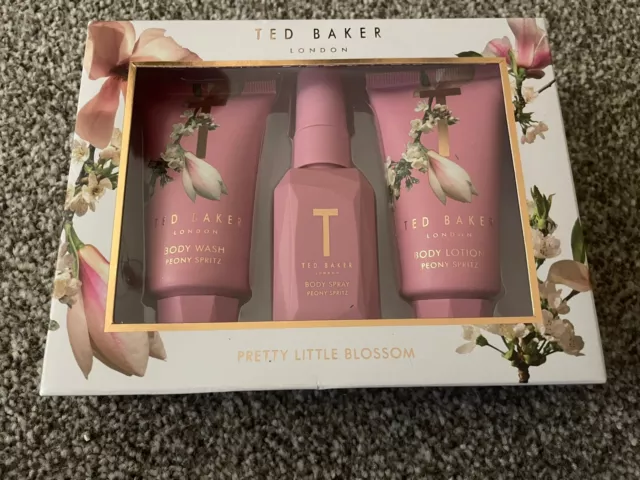 TED BAKER
LONDON
T
TED BAKER
LONDON
BODY WASH
PEONY SPRITZ
T
TED BAKER
LONDON
BODY SPRAY
PEONY SPRITZ
T
TED BAKER
LONDON
BODY LOTION
PEONY SPRITZ
PRETTY LITTLE BLOSSOM